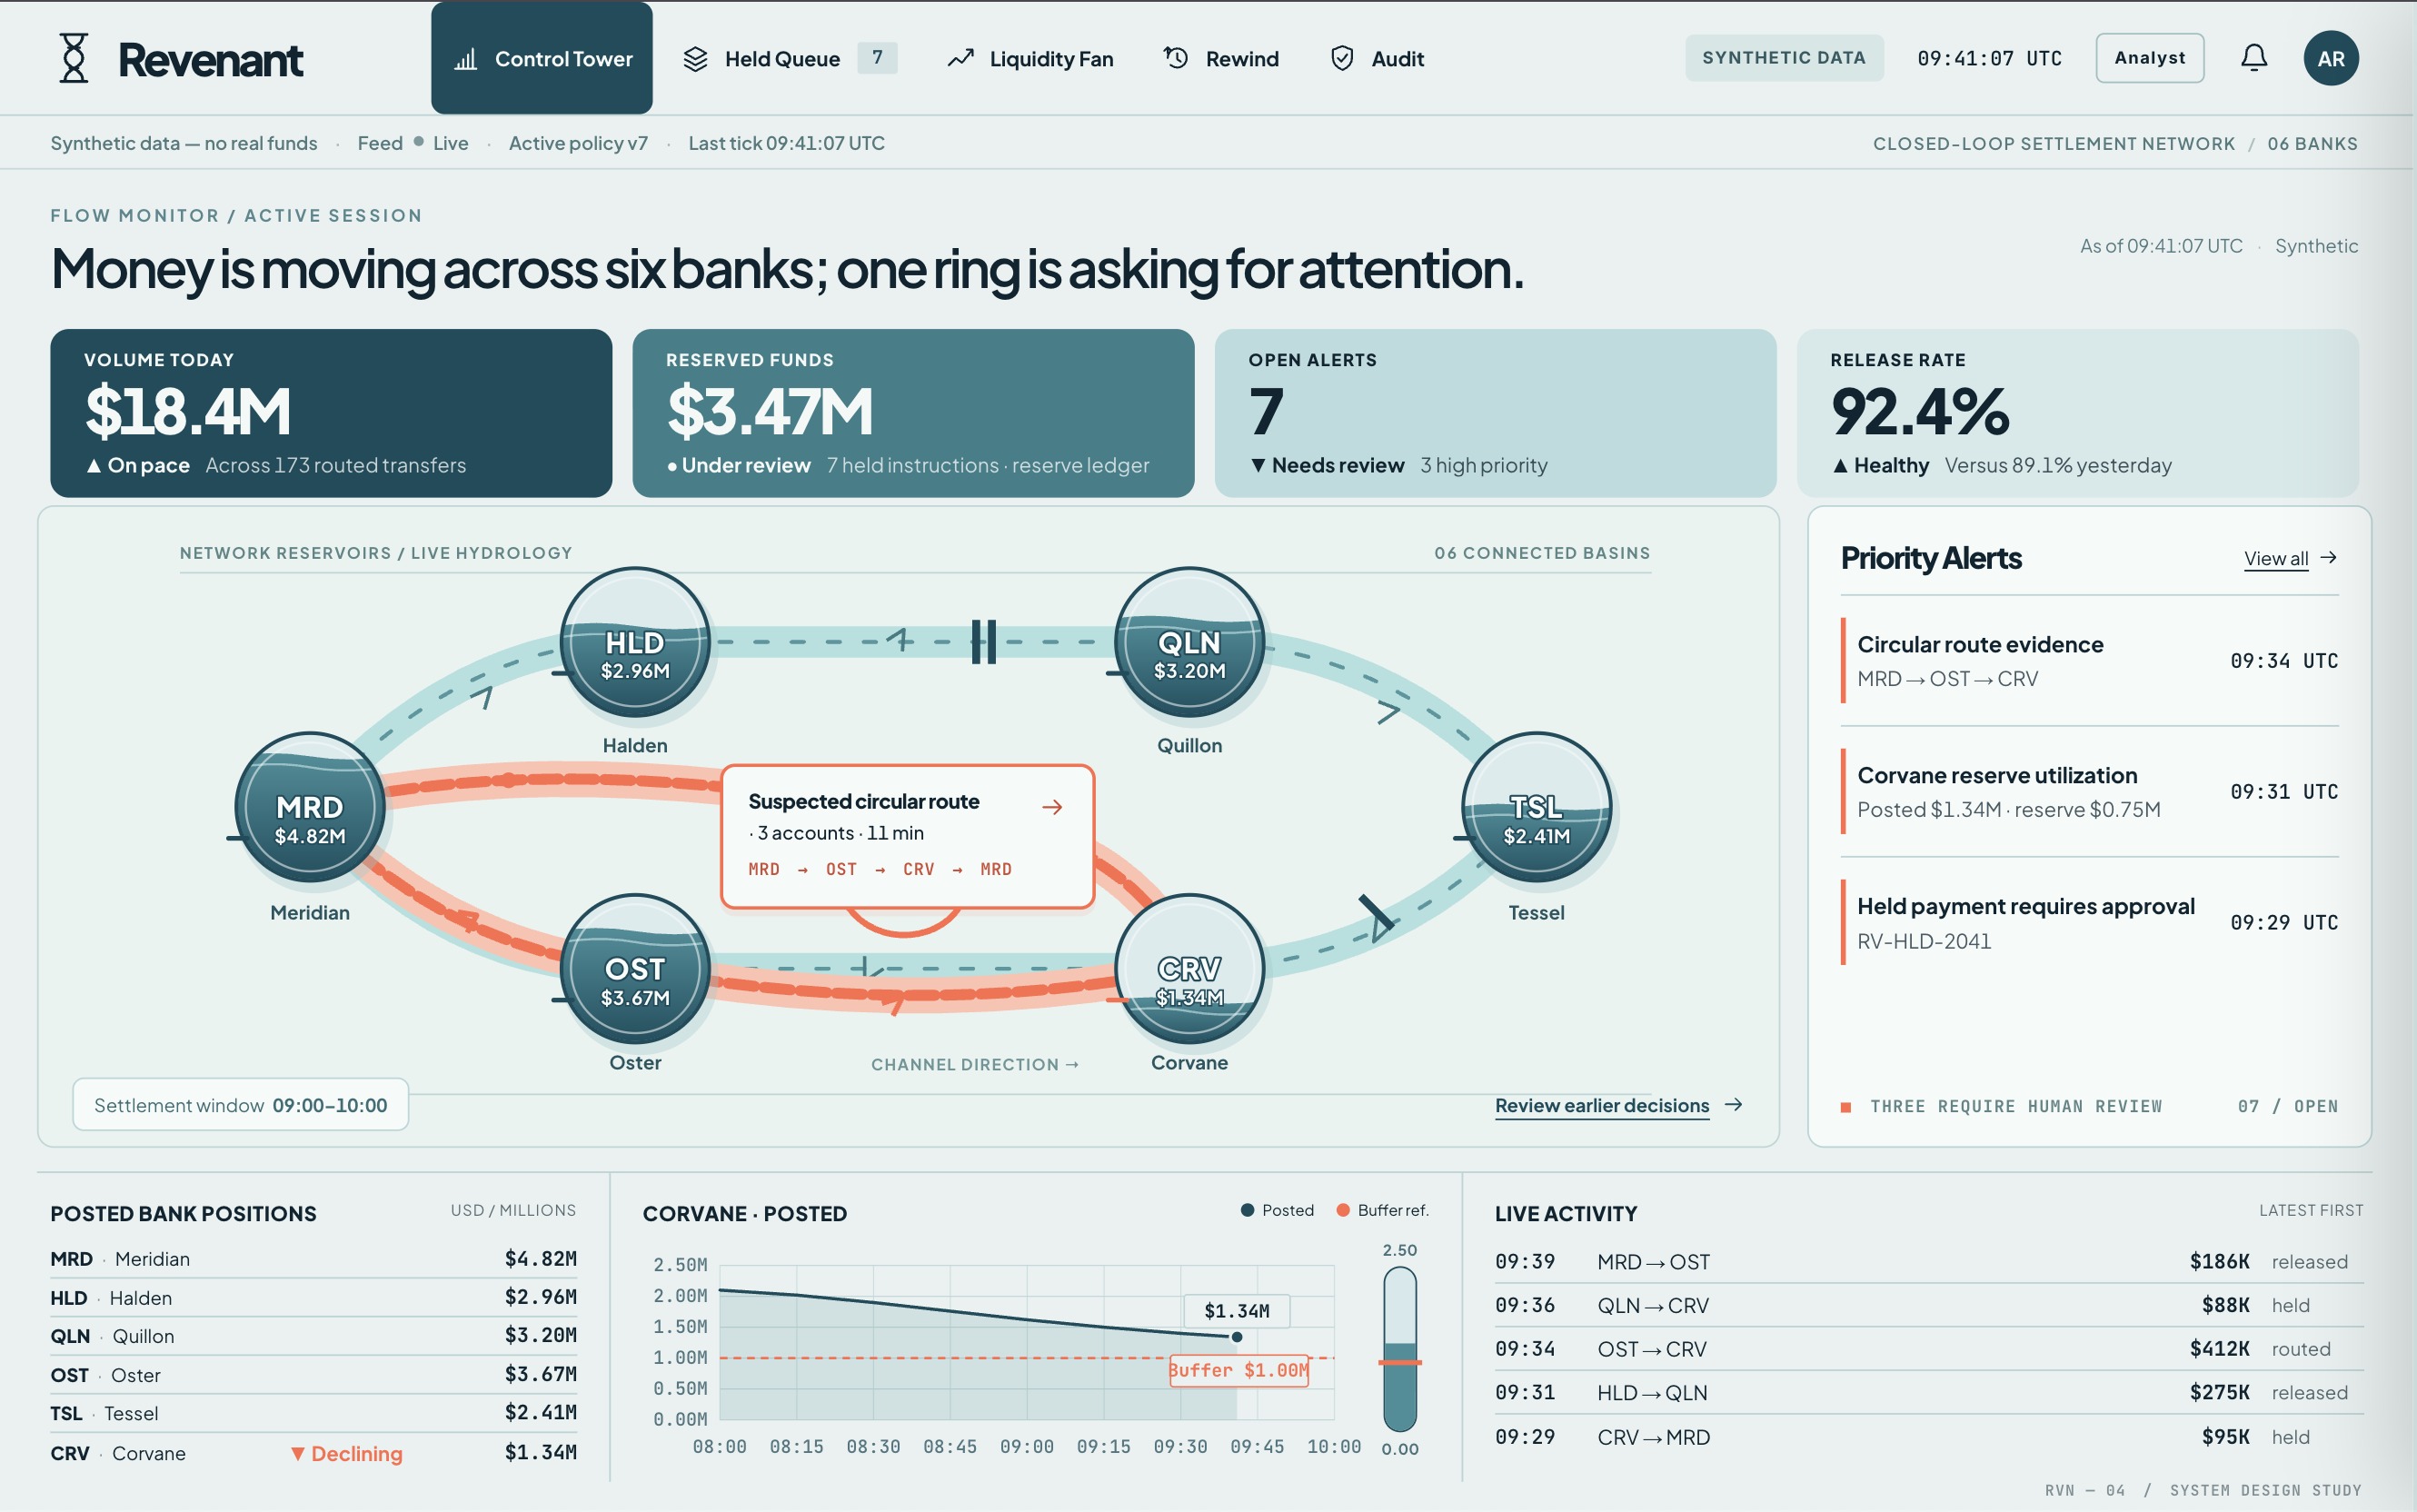 Revenant
Control Tower
Held Queue 7
Liquidity Fan
Rewind
Audit
SYNTHETIC DATA
09:41:07 UTC
Analyst
AR
Synthetic data — no real funds · Feed ● Live · Active policy v7 · Last tick 09:41:07 UTC
CLOSED-LOOP SETTLEMENT NETWORK / 06 BANKS
FLOW MONITOR / ACTIVE SESSION
Money is moving across six banks; one ring is asking for attention.
As of 09:41:07 UTC · Synthetic
VOLUME TODAY
$18.4M
▲ On pace Across 173 routed transfers
RESERVED FUNDS
$3.47M
● Under review 7 held instructions · reserve ledger
OPEN ALERTS
7
▼ Needs review 3 high priority
RELEASE RATE
92.4%
▲ Healthy Versus 89.1% yesterday
NETWORK RESERVOIRS / LIVE HYDROLOGY
06 CONNECTED BASINS
HLD
$2.96M
Halden
QLN
$3.20M
Quillon
MRD
$4.82M
Meridian
TSL
$2.41M
Tessel
Suspected circular route →
· 3 accounts · 11 min
MRD → OST → CRV → MRD
OST
$3.67M
Oster
CRV
$1.34M
Corvane
CHANNEL DIRECTION →
Settlement window 09:00–10:00
Review earlier decisions →
Priority Alerts
View all →
Circular route evidence
MRD → OST → CRV
09:34 UTC
Corvane reserve utilization
Posted $1.34M · reserve $0.75M
09:31 UTC
Held payment requires approval
RV-HLD-2041
09:29 UTC
THREE REQUIRE HUMAN REVIEW
07 / OPEN
POSTED BANK POSITIONS
USD / MILLIONS
MRD · Meridian $4.82M
HLD · Halden $2.96M
QLN · Quillon $3.20M
OST · Oster $3.67M
TSL · Tessel $2.41M
CRV · Corvane ▼ Declining $1.34M
CORVANE · POSTED
Posted
Buffer ref.
2.50M
2.00M
1.50M
1.00M
0.50M
0.00M
$1.34M
Buffer $1.00M
08:00 08:15 08:30 08:45 09:00 09:15 09:30 09:45 10:00
2.50
0.00
LIVE ACTIVITY
LATEST FIRST
09:39 MRD → OST $186K released
09:36 QLN → CRV $88K held
09:34 OST → CRV $412K routed
09:31 HLD → QLN $275K released
09:29 CRV → MRD $95K held
RVN — 04 / SYSTEM DESIGN STUDY